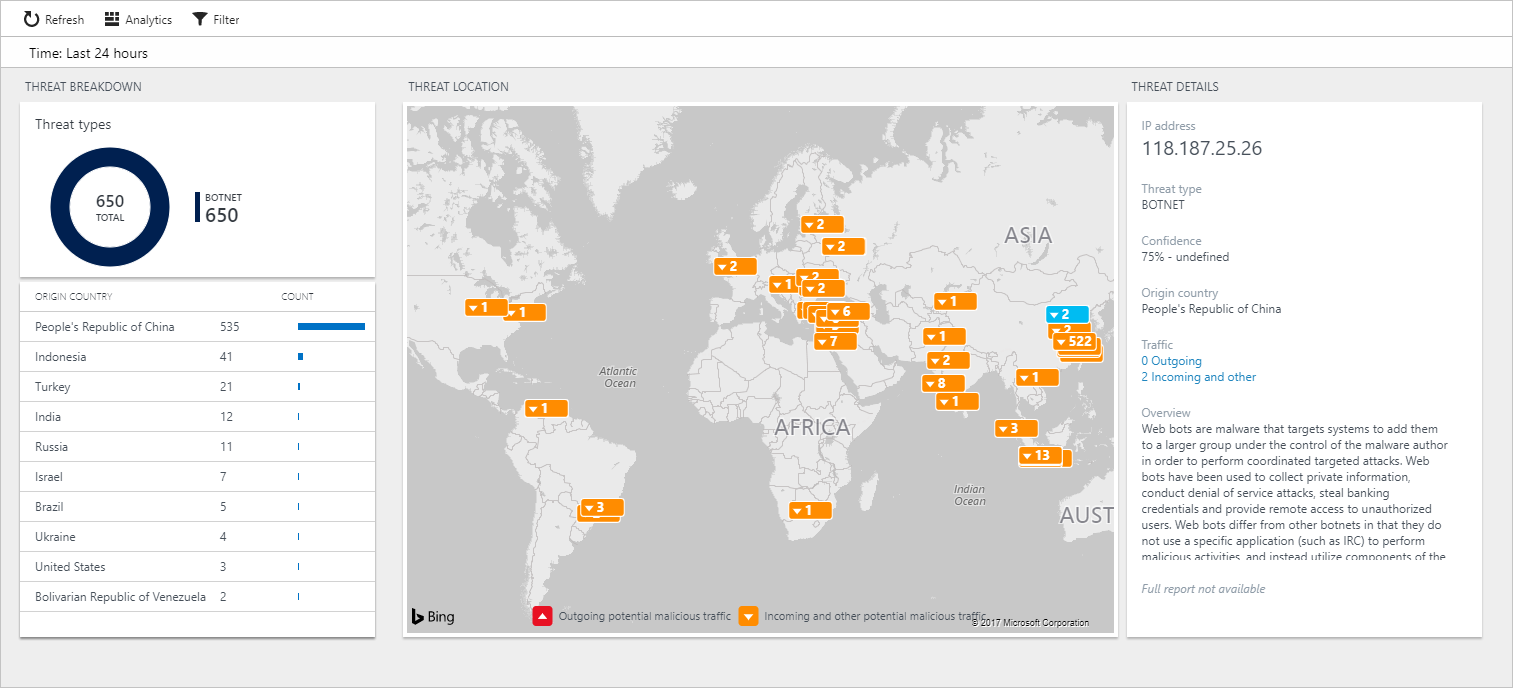 Refresh Analytics Filter
Time: Last 24 hours
THREAT BREAKDOWN
Threat types
650
TOTAL
BOTNET
650
ORIGIN COUNTRY COUNT
People's Republic of China 535
Indonesia 41
Turkey 21
India 12
Russia 11
Israel 7
Brazil 5
Ukraine 4
United States 3
Bolivarian Republic of Venezuela 2
THREAT LOCATION
2
ASIA
2
2
2
1
2
1
1
1
6
2
2
1
7
522
2
1
8
Atlantic
Ocean
1
1
AFRICA
3
13
Indian
Ocean
3
1
AUST
Bing
Outgoing potential malicious traffic Incoming and other potential malicious traffic
© 2017 Microsoft Corporation
THREAT DETAILS
IP address
118.187.25.26
Threat type
BOTNET
Confidence
75% - undefined
Origin country
People's Republic of China
Traffic
0 Outgoing
2 Incoming and other
Overview
Web bots are malware that targets systems to add them
to a larger group under the control of the malware author
in order to perform coordinated targeted attacks. Web
bots have been used to collect private information,
conduct denial of service attacks, steal banking
credentials and provide remote access to unauthorized
users. Web bots differ from other botnets in that they do
not use a specific application (such as IRC) to perform
malicious activities, and instead utilize components of the
Full report not available